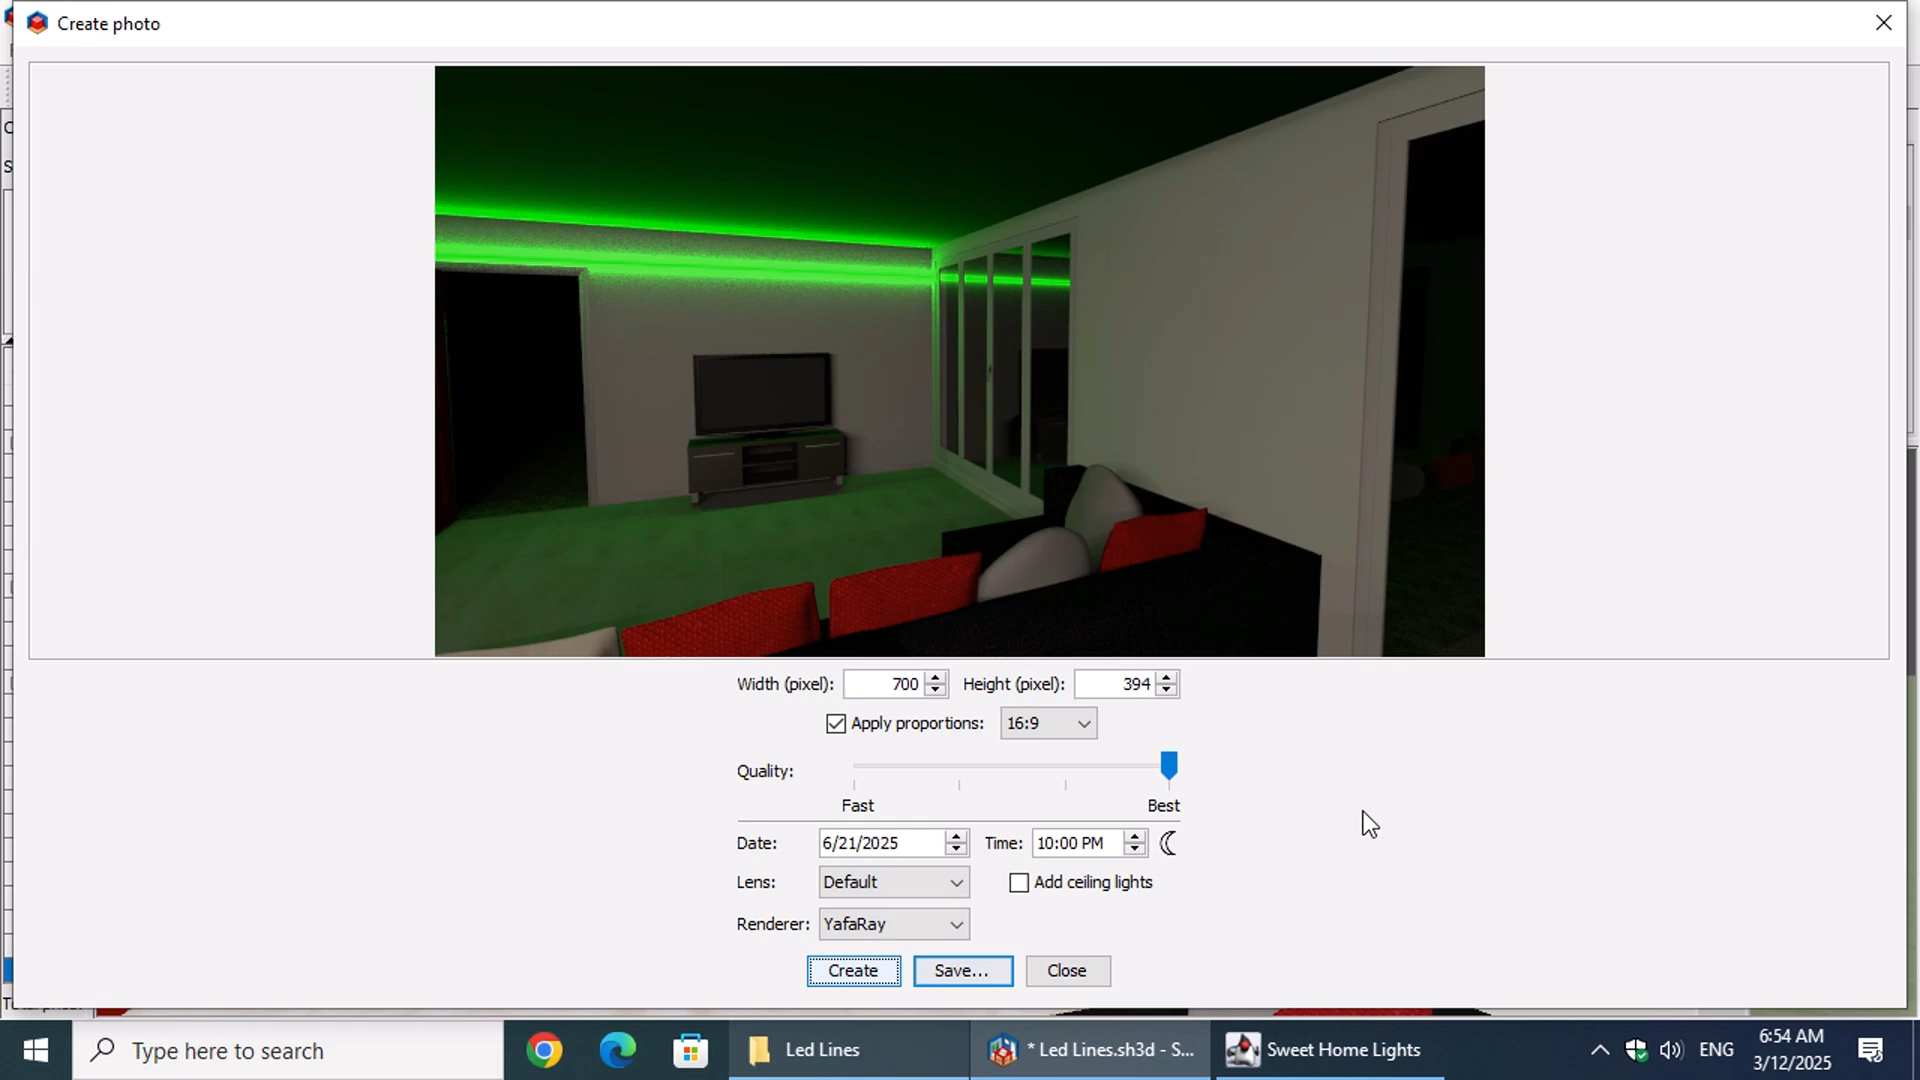 Create photo
Width (pixel): 700 Height (pixel): 394
Apply proportions: 16:9
Quality:
Fast Best
Date: 6/21/2025 Time: 10:00 PM
Lens: Default Add ceiling lights
Renderer: YafaRay
Create Save... Close
Type here to search
Led Lines
* Led Lines.sh3d - S...
Sweet Home Lights
ENG
6:54 AM
3/12/2025